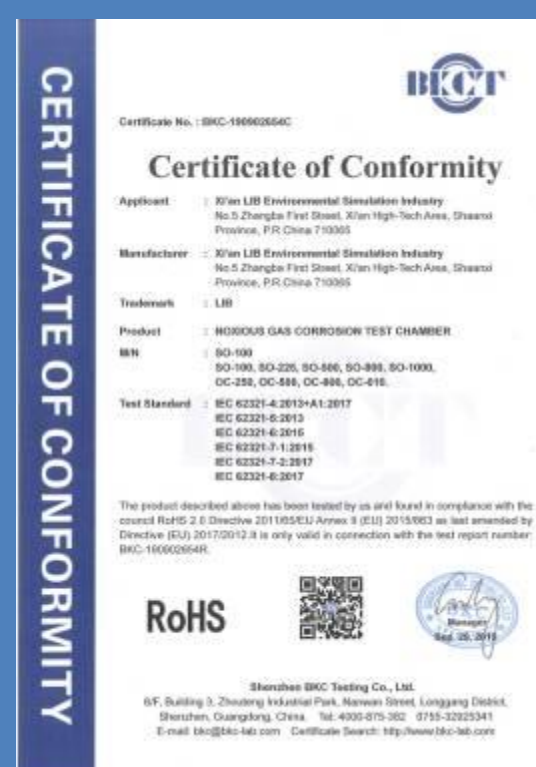 CERTIFICATE OF CONFORMITY
BKCT
Certificate No. : BKC-190902654C
Certificate of Conformity
Applicant : Xi'an LIB Environmental Simulation Industry
No.5 Zhangba First Street, Xi'an High-Tech Area, Shaanxi
Province, P.R.China 710065
Manufacturer : Xi'an LIB Environmental Simulation Industry
No.5 Zhangba First Street, Xi'an High-Tech Area, Shaanxi
Province, P.R.China 710065
Trademark : LIB
Product : NOXIOUS GAS CORROSION TEST CHAMBER
M/N : SO-100
SO-100, SO-225, SO-500, SO-800, SO-1000,
OC-250, OC-500, OC-800, OC-010.
Test Standard : IEC 62321-4:2013+A1:2017
IEC 62321-5:2013
IEC 62321-6:2015
IEC 62321-7-1:2015
IEC 62321-7-2:2017
IEC 62321-8:2017
The product described above has been tested by us and found in compliance with the
council RoHS 2.0 Directive 2011/65/EU Annex II (EU) 2015/863 as last amended by
Directive (EU) 2017/2012.It is only valid in connection with the test report number:
BKC-190902654R.
RoHS
Manager
Sep. 25, 2019
Shenzhen BKC Testing Co., Ltd.
6/F, Building 3, Zhouteng Industrial Park, Nanwan Street, Longgang District,
Shenzhen, Guangdong, China. Tel: 4000-875-382 0755-32925341
E-mail: bkc@bkc-lab.com Certificate Search: http://www.bkc-lab.com